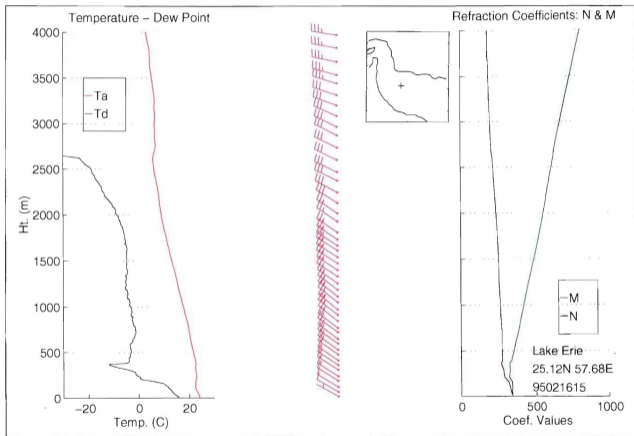 Temperature – Dew Point
Refraction Coefficients: N & M
4000
3500
3000
2500
2000
1500
1000
500
0
Ht. (m)
Ta
Td
−20
0
20
Temp. (C)
M
N
Lake Erie
25.12N 57.68E
95021615
0
500
1000
Coef. Values